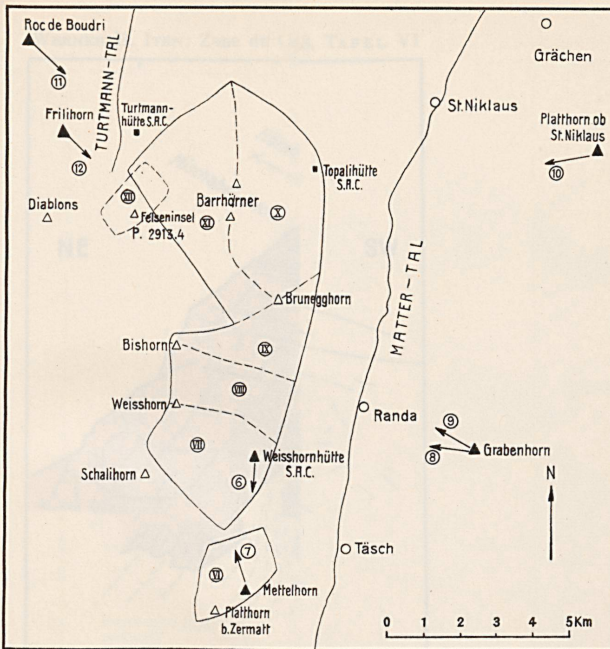 Roc de Boudri
⑪
TURTMANN-TAL
Frilihorn
⑫
Turtmann-
hütte S.A.C.
Diablons
XII
Felseninsel
P. 2913.4
XI
Barrhörner
X
Topalihütte
S.A.C.
Brunegghorn
Bishorn
IX
VIII
Weisshorn
VII
Schalihorn
Weisshornhütte
S.A.C.
⑥
⑦
VI
Mettelhorn
Platthorn
b. Zermatt
Grächen
St.Niklaus
Platthorn ob
St.Niklaus
⑩
MATTER-TAL
Randa
⑨
⑧
Grabenhorn
N
Täsch
0 1 2 3 4 5 Km